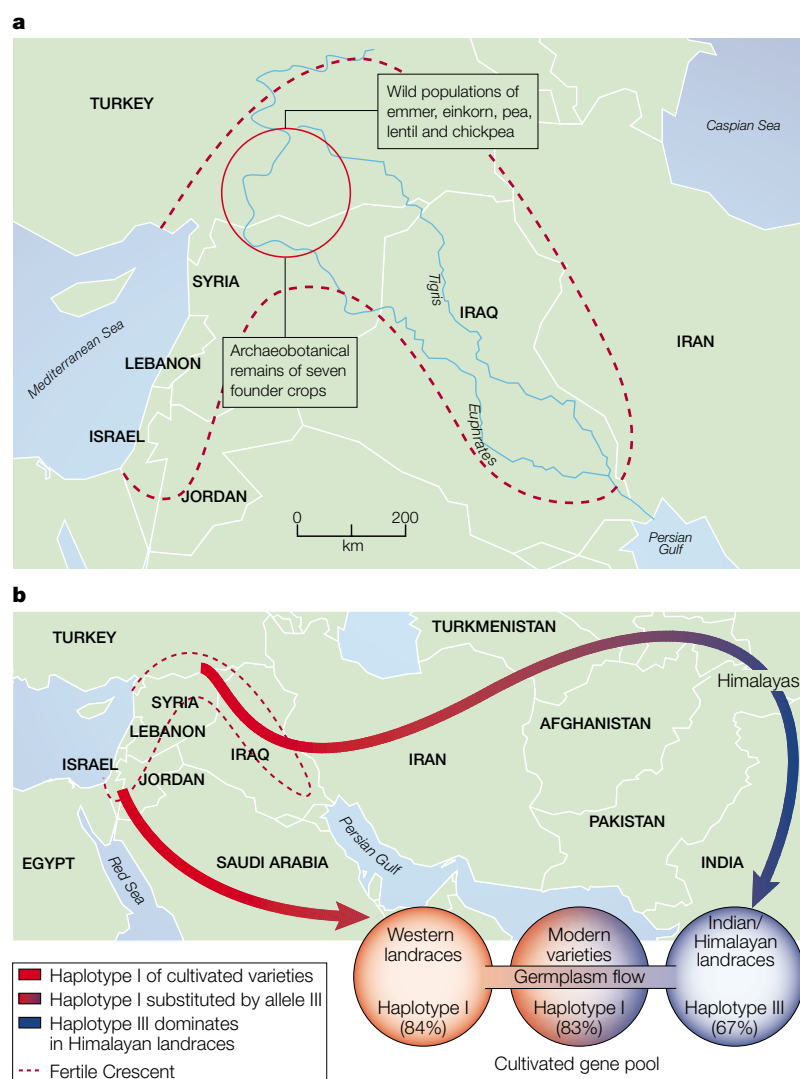 a
TURKEY
Wild populations of
emmer, einkorn, pea,
lentil and chickpea
Caspian Sea
SYRIA
Tigris
IRAQ
IRAN
Mediterranean Sea
LEBANON
Archaeobotanical
remains of seven
founder crops
ISRAEL
Euphrates
JORDAN
0 200
km
Persian
Gulf
b
TURKEY
TURKMENISTAN
Himalayas
SYRIA
LEBANON
AFGHANISTAN
ISRAEL
IRAQ
IRAN
JORDAN
PAKISTAN
Persian Gulf
EGYPT
Red Sea
SAUDI ARABIA
INDIA
Western
landraces
Haplotype I
(84%)
Modern
varieties
Germplasm flow
Haplotype I
(83%)
Indian/
Himalayan
landraces
Haplotype III
(67%)
Cultivated gene pool
Haplotype I of cultivated varieties
Haplotype I substituted by allele III
Haplotype III dominates
in Himalayan landraces
Fertile Crescent